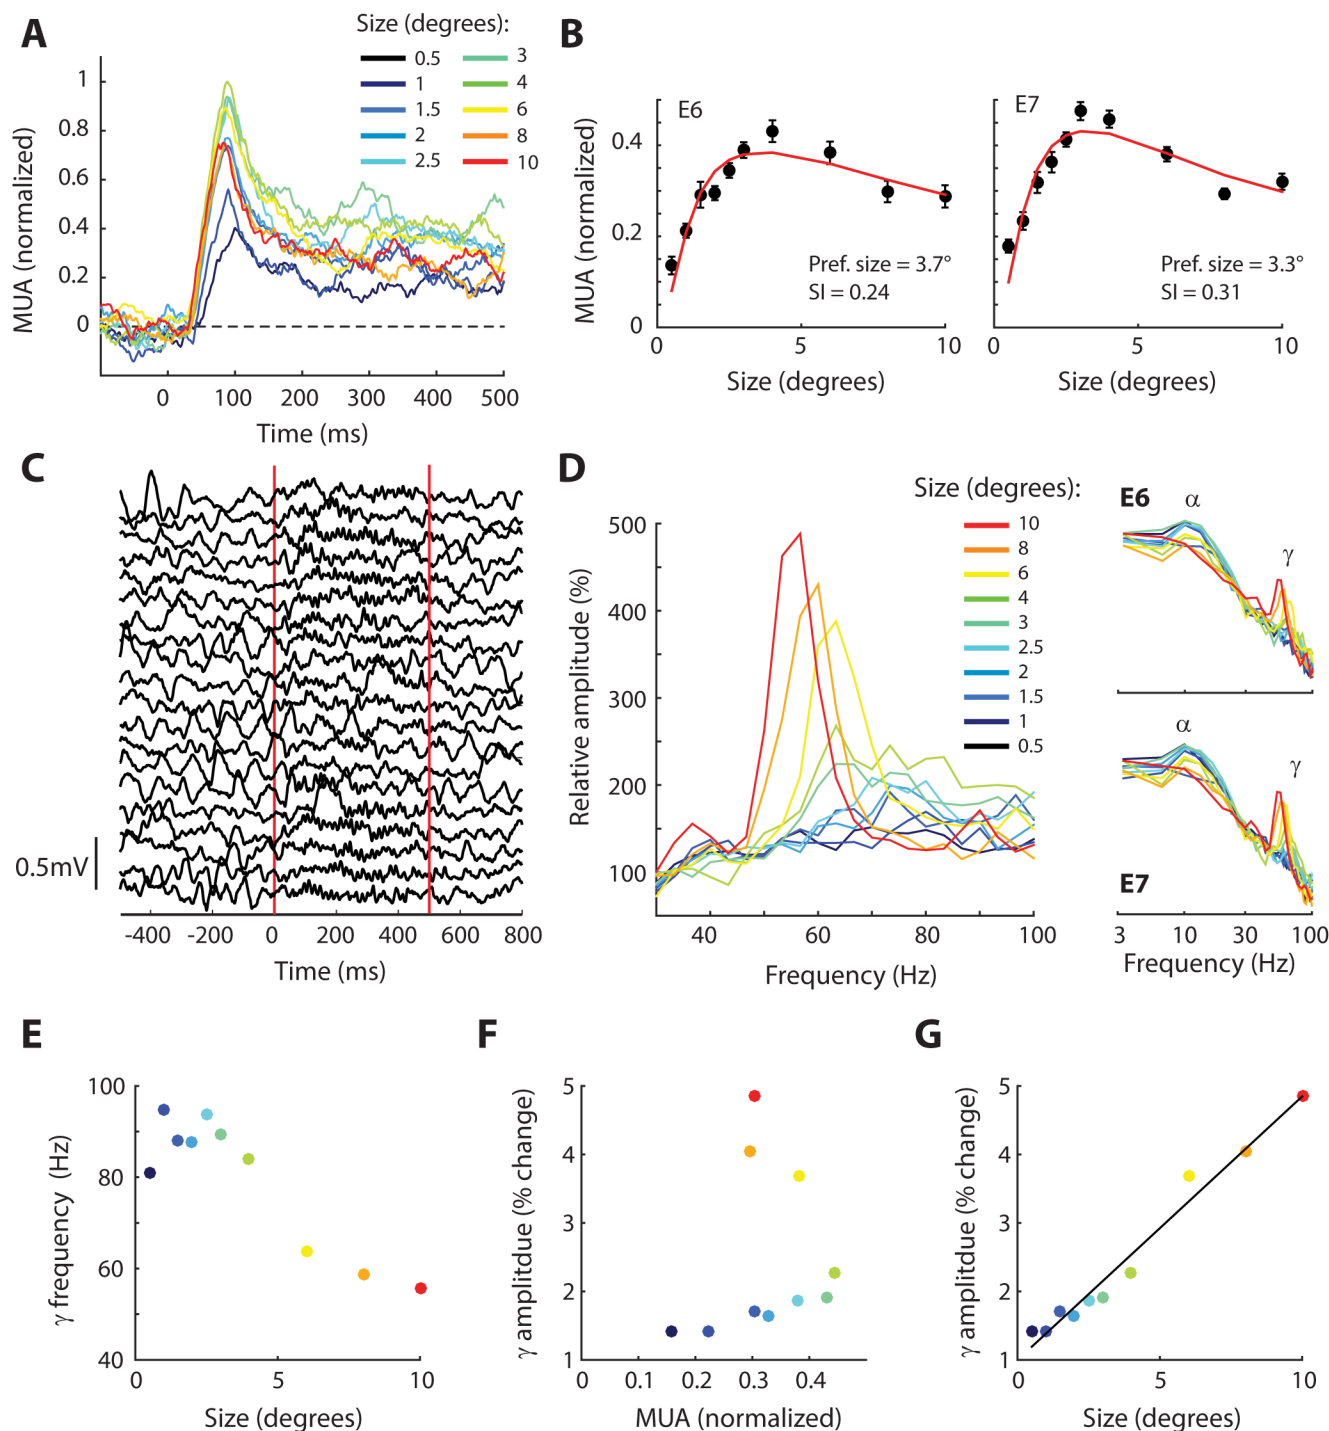 A
Size (degrees):
0.5
1
1.5
2
2.5
3
4
6
8
10
MUA (normalized)
1
0.8
0.6
0.4
0.2
0
0
100
200
300
400
500
Time (ms)
B
E6
MUA (normalized)
0.4
0.2
0
Pref. size = 3.7°
SI = 0.24
0
5
10
Size (degrees)
E7
Pref. size = 3.3°
SI = 0.31
0
5
10
Size (degrees)
C
0.5mV
-400
-200
0
200
400
600
800
Time (ms)
D
Size (degrees):
10
8
6
4
3
2.5
2
1.5
1
0.5
Relative amplitude (%)
500
400
300
200
100
40
60
80
100
Frequency (Hz)
E6
α
γ
α
γ
E7
3
10
30
100
Frequency (Hz)
E
γ frequency (Hz)
100
80
60
40
0
5
10
Size (degrees)
F
γ amplitdue (% change)
5
4
3
2
1
0
0.1
0.2
0.3
0.4
MUA (normalized)
G
γ amplitdue (% change)
5
4
3
2
1
0
5
10
Size (degrees)